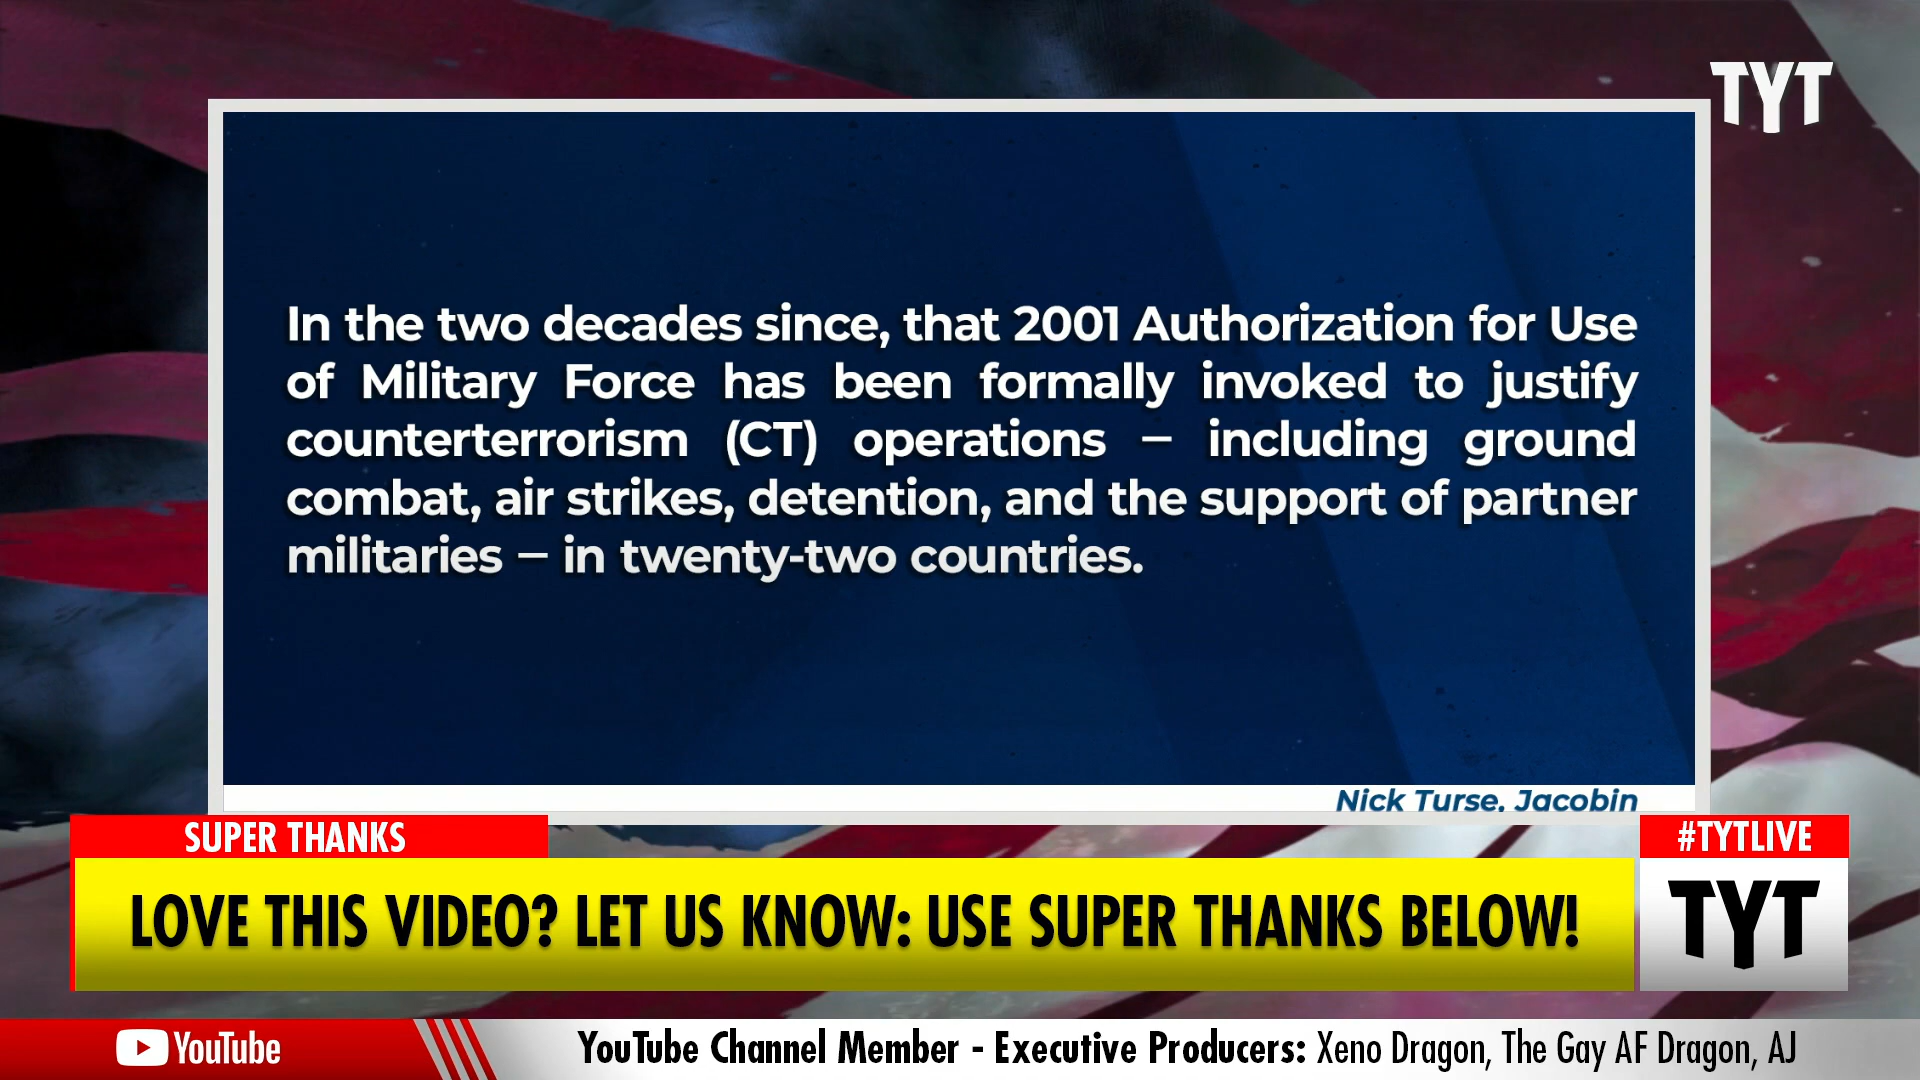 TYT
In the two decades since, that 2001 Authorization for Use
of Military Force has been formally invoked to justify
counterterrorism (CT) operations – including ground
combat, air strikes, detention, and the support of partner
militaries – in twenty-two countries.
Nick Turse, Jacobin
SUPER THANKS
#TYTLIVE
LOVE THIS VIDEO? LET US KNOW: USE SUPER THANKS BELOW!
TYT
YouTube
YouTube Channel Member - Executive Producers: Xeno Dragon, The Gay AF Dragon, AJ